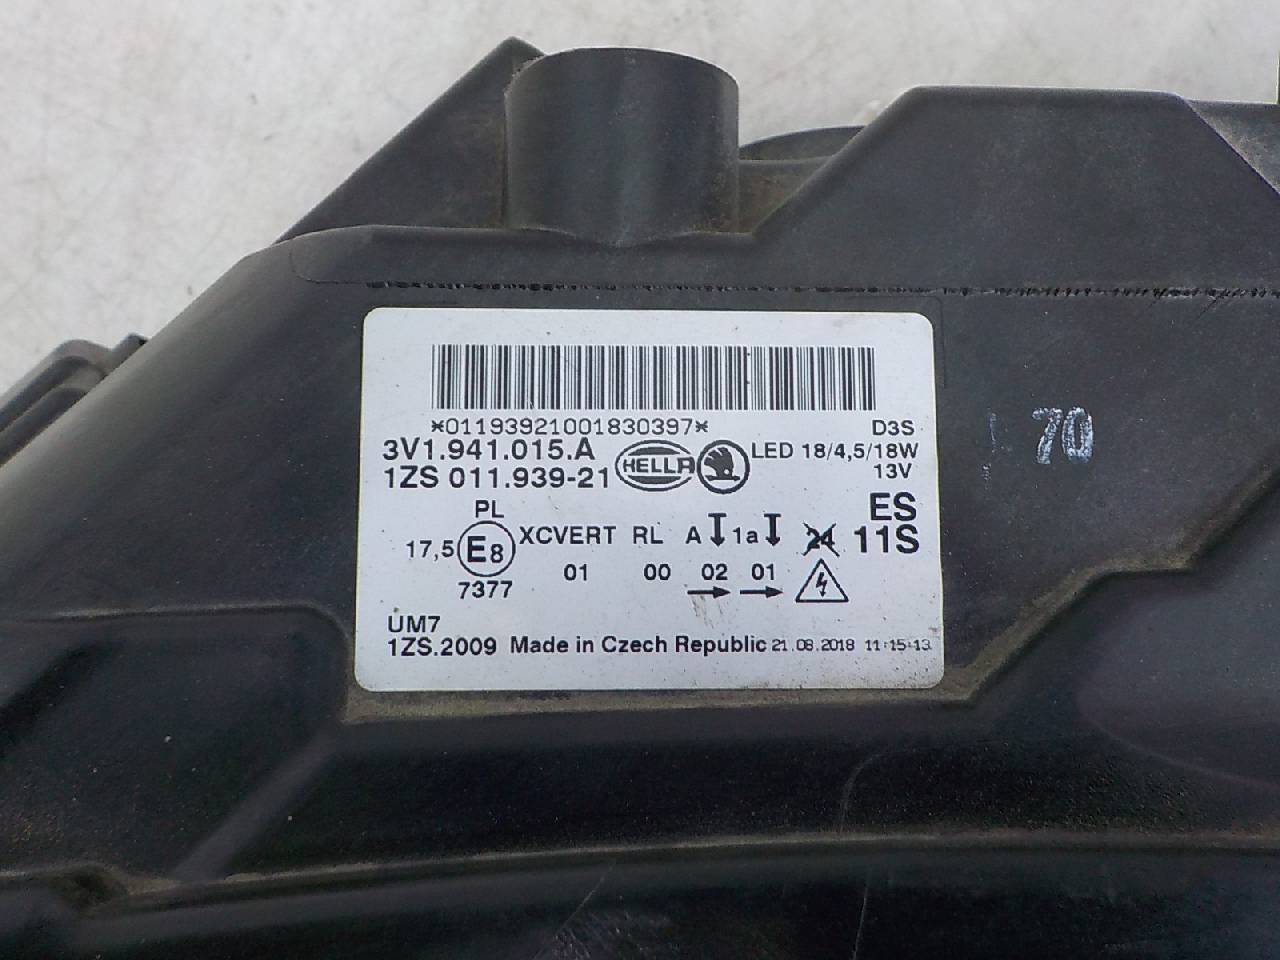 *011939210018303​97*
D3S
3V1.941.015.A HELLA LED 18/4,5/18W
1ZS 011.939-21 13V
PL ES
17,5 E8 XCVERT RL A 1a 24 11S
7377 01 00 02 01
UM7
1ZS.2009 Made in Czech Republic 21.08.2018 11:15:13
70